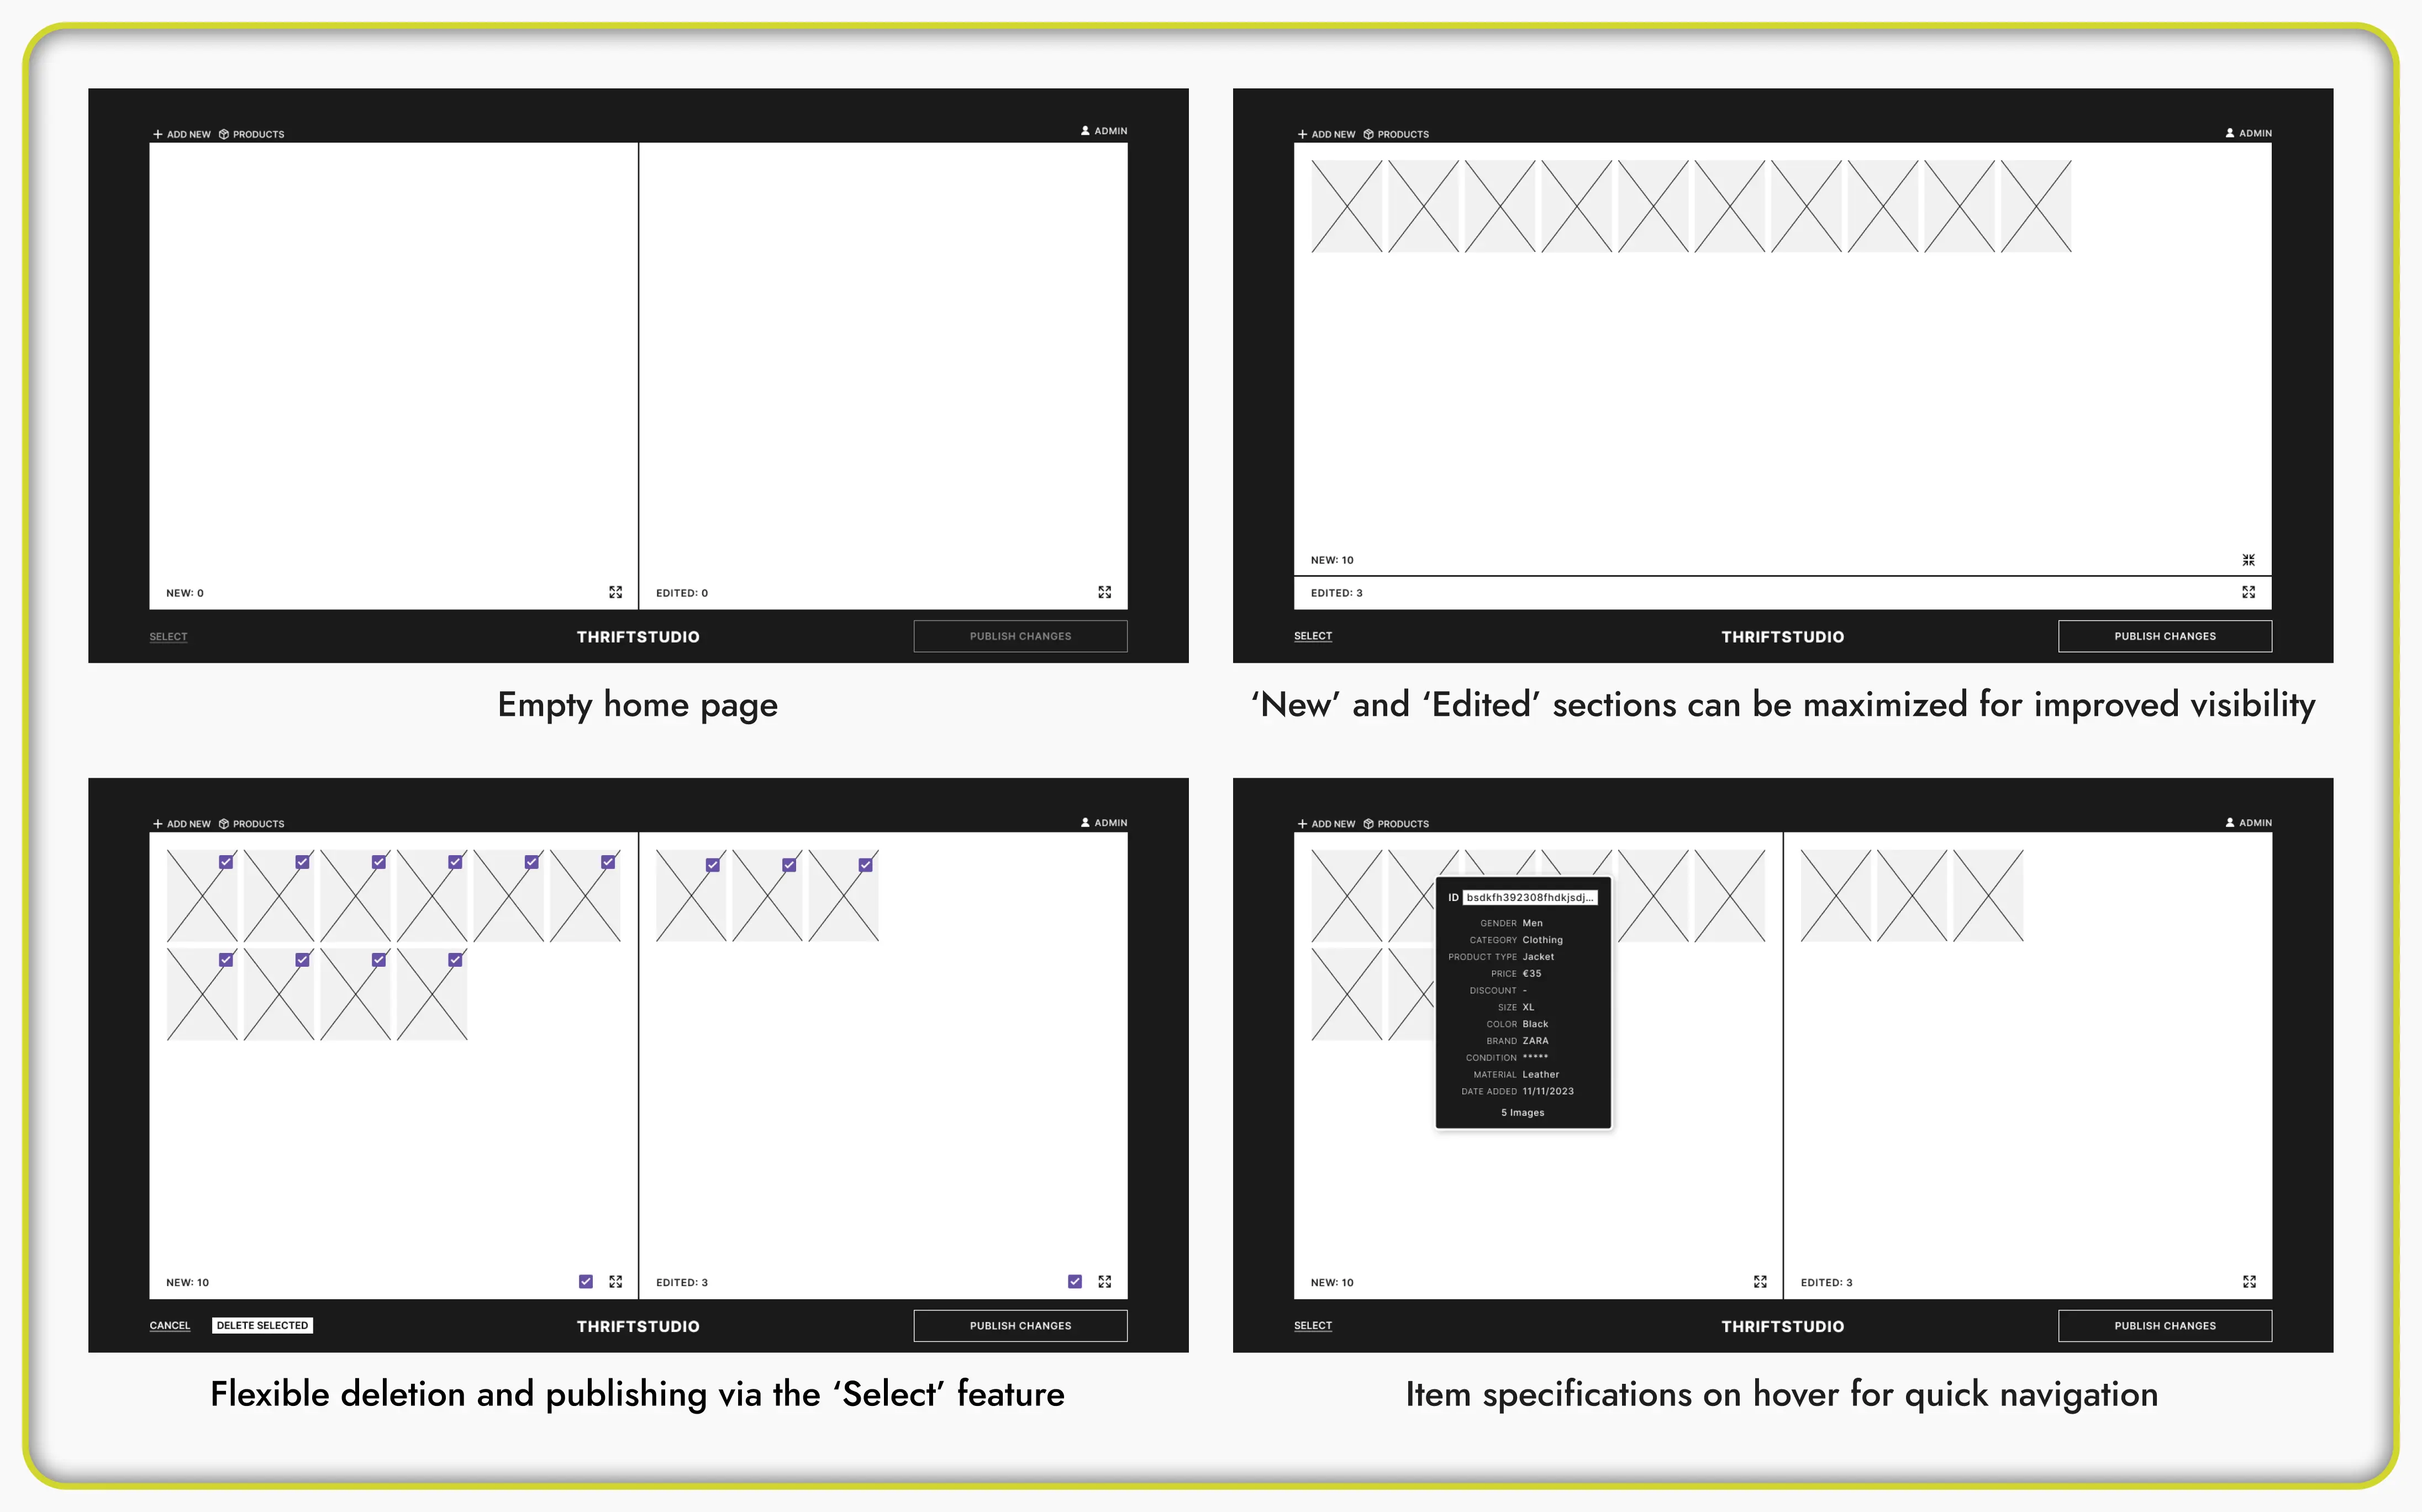 ADD NEW PRODUCTS
ADMIN
NEW: 0
EDITED: 0
SELECT
THRIFTSTUDIO
PUBLISH CHANGES
Empty home page
ADD NEW PRODUCTS
ADMIN
NEW: 10
EDITED: 3
SELECT
THRIFTSTUDIO
PUBLISH CHANGES
‘New’ and ‘Edited’ sections can be maximized for improved visibility
ADD NEW PRODUCTS
ADMIN
NEW: 10
EDITED: 3
CANCEL
DELETE SELECTED
THRIFTSTUDIO
PUBLISH CHANGES
Flexible deletion and publishing via the ‘Select’ feature
ADD NEW PRODUCTS
ADMIN
ID bsdkfh392308fhdkjsdj...
GENDER Men
CATEGORY Clothing
PRODUCT TYPE Jacket
PRICE €35
DISCOUNT -
SIZE XL
COLOR Black
BRAND ZARA
CONDITION *****
MATERIAL Leather
DATE ADDED 11/11/2023
5 Images
NEW: 10
EDITED: 3
SELECT
THRIFTSTUDIO
PUBLISH CHANGES
Item specifications on hover for quick navigation